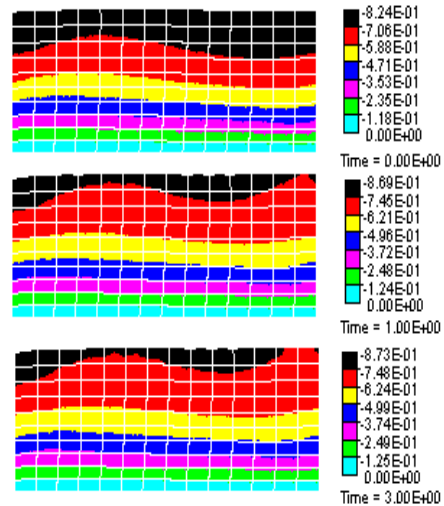 -8.24E-01
-7.06E-01
-5.88E-01
-4.71E-01
-3.53E-01
-2.35E-01
-1.18E-01
0.00E+00
Time = 0.00E+00
-8.69E-01
-7.45E-01
-6.21E-01
-4.96E-01
-3.72E-01
-2.48E-01
-1.24E-01
0.00E+00
Time = 1.00E+00
-8.73E-01
-7.48E-01
-6.24E-01
-4.99E-01
-3.74E-01
-2.49E-01
-1.25E-01
0.00E+00
Time = 3.00E+00